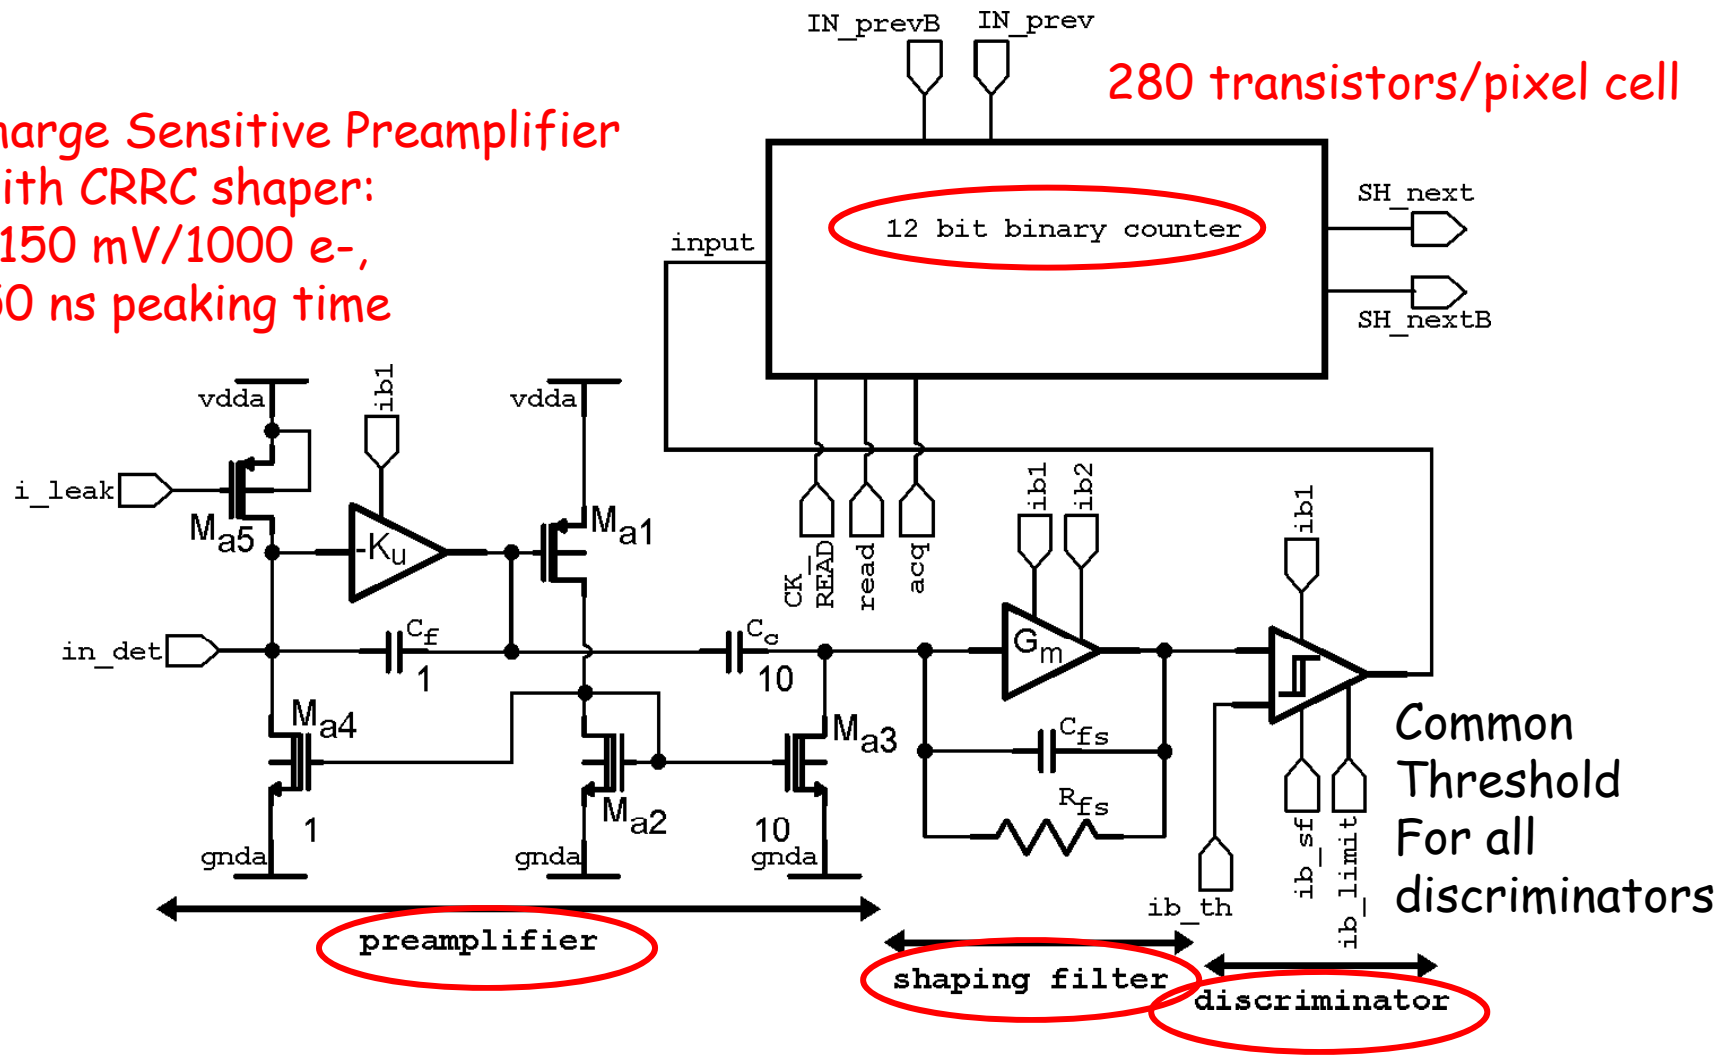 IN_prevB
IN_prev
280 transistors/pixel cell
harge Sensitive Preamplifier
ith CRRC shaper:
150 mV/1000 e-,
50 ns peaking time
12 bit binary counter
input
SH_next
SH_nextB
vdda
ib1
vdda
i_leak
Ma5
-Ku
Ma1
CK_READ
read
acq
ib1
ib2
ib1
in_det
Cf
1
Cc
10
Gm
Ma4
1
Ma2
Ma3
10
Cfs
Rfs
gnda
gnda
gnda
ib_th
ib_sf
ib_limit
Common
Threshold
For all
discriminators
preamplifier
shaping filter
discriminator